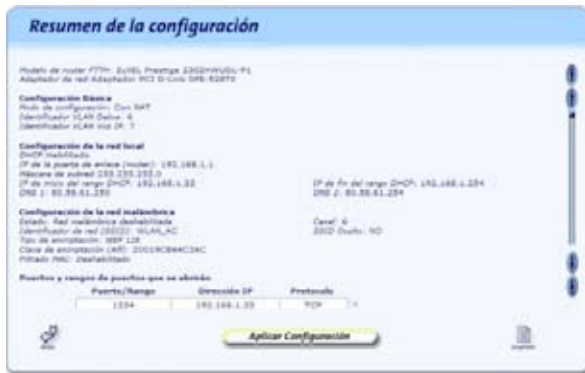 Resumen de la configuración
Modelo de router FTTH: ZyXEL Prestige
Adaptador de red Adaptador PCI D-Link
Configuración Básica
Modo de configuración: Con NAT
Identificador VLAN Datos: 6
Identificador VLAN Voz IP: 7
Configuración de la red local
DHCP Habilitado
IP de la puerta de enlace (router): 192.168.1.1
Máscara de subred 255.255.255.0
IP de inicio del rango DHCP: 192.168.1.33 IP de fin del rango DHCP: 192.168.1.254
DNS 1: 80.58.61.250 DNS 2: 80.58.61.254
Configuración de la red inalámbrica
Estado: Red inalámbrica deshabilitada Canal: 6
Identificador de red (SSID): WLAN_AC SSID Oculto: NO
Tipo de encriptación: WEP 128
Clave de encriptación
Filtrado MAC: Deshabilitado
Puertos y rangos de puertos que se abrirán
Puerto/Rango Dirección IP Protocolo
1234 192.168.1.33 TCP
Aplicar Configuración